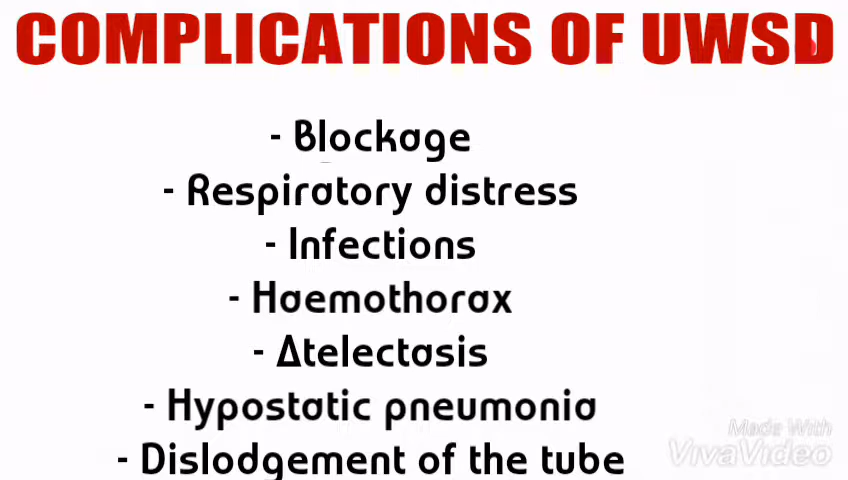 COMPLICATIONS OF UWSD
- Blockage
- Respiratory distress
- Infections
- Haemothorax
- Atelectasis
- Hypostatic pneumonia
- Dislodgement of the tube
Made With
VivaVideo